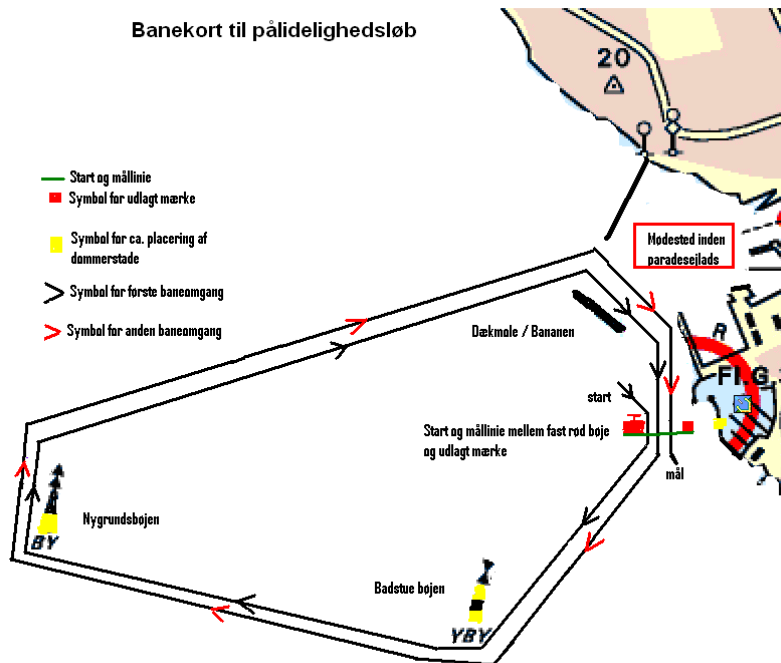 Banekort til pålidelighedsløb
20
Start og mållinie
Symbol for udlagt mærke
Symbol for ca. placering af
dommerstade
Symbol for første baneomgang
Symbol for anden baneomgang
Mødested inden
paradesejlads
Dækmole / Bananen
R
Fl.G.
start
Start og mållinie mellem fast rød bøje
og udlagt mærke
mål
Nygrundsbøjen
BY
Badstue bøjen
YBY